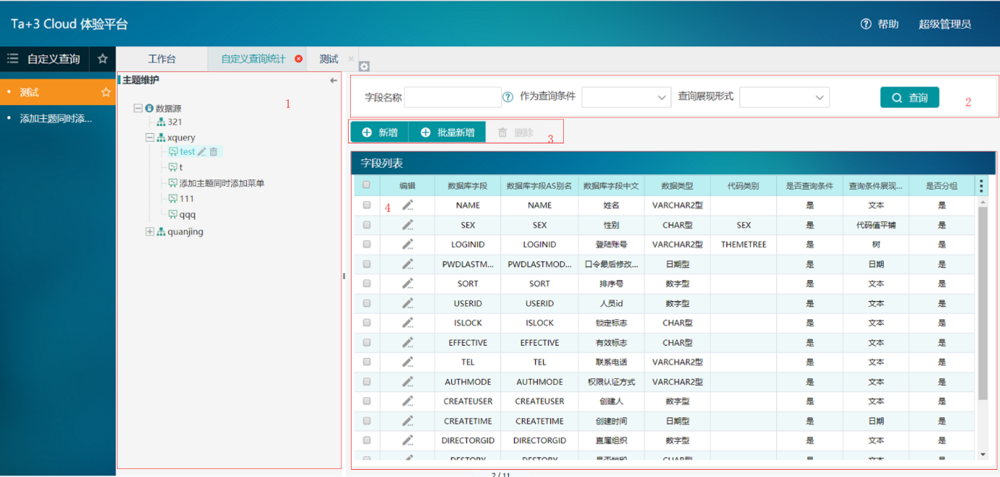 Ta+3 Cloud 体验平台
帮助 超级管理员
自定义查询 工作台 自定义查询统计 测试
主题维护
测试
添加主题同时添...
1
数据源
321
xquery
test
t
添加主题同时添加菜单
111
qqq
quanjing
字段名称 作为查询条件 查询展现形式 查询 2
新增 批量新增 删除 3
字段列表
编辑 数据库字段 数据库字段AS别名 数据库字段中文 数据类型 代码类别 是否查询条件 查询条件展现... 是否分组
4 NAME NAME 姓名 VARCHAR2型 是 文本 是
SEX SEX 性别 CHAR型 SEX 是 代码值平铺 是
LOGINID LOGINID 登陆账号 VARCHAR2型 THEMETREE 是 树 是
PWDLASTM... PWDLASTMOD... 口令最后修改... 日期型 是 日期 是
SORT SORT 排序号 数字型 是 文本 是
USERID USERID 人员id 数字型 是 文本 是
ISLOCK ISLOCK 锁定标志 CHAR型 是 文本 是
EFFECTIVE EFFECTIVE 有效标志 CHAR型 是 文本 是
TEL TEL 联系电话 VARCHAR2型 是 文本 是
AUTHMODE AUTHMODE 权限认证方式 VARCHAR2型 是 文本 是
CREATEUSER CREATEUSER 创建人 数字型 是 文本 是
CREATETIME CREATETIME 创建时间 日期型 是 日期 是
DIRECTORGID DIRECTORGID 直属组织 数字型 是 文本 是
DESTORY DESTORY 是否销毁 CHAR型 是 文本 是
2 / 11